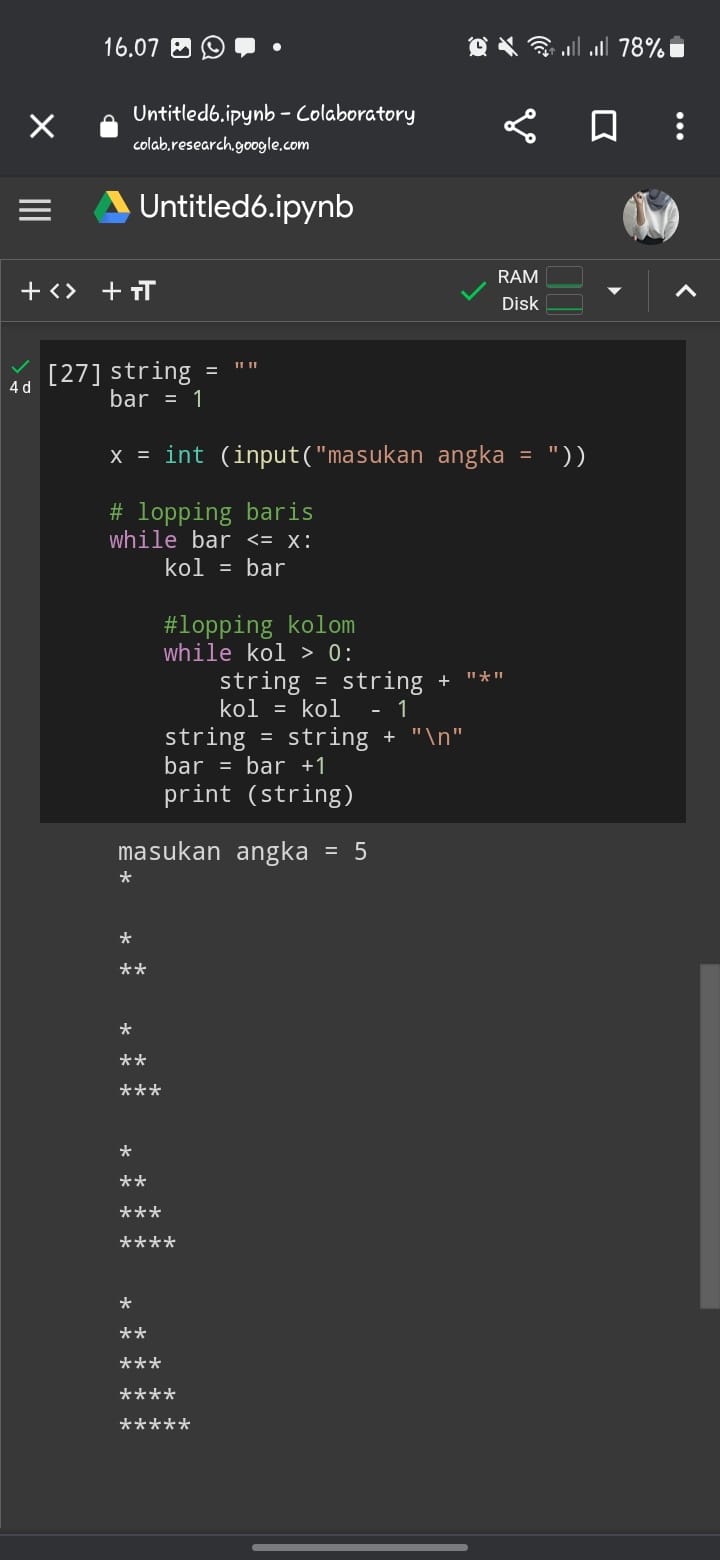 16.07 78%
Untitled6.ipynb - Colaboratory
colab.research.google.com
Untitled6.ipynb
+ <> + TT RAM
Disk
4 d
[27] string = ""
bar = 1
x = int (input("masukan angka = "))
# lopping baris
while bar <= x:
kol = bar
#lopping kolom
while kol > 0:
string = string + "*"
kol = kol  - 1
string = string + "\n"
bar = bar +1
print (string)
masukan angka = 5
*
*
**
*
**
***
*
**
***
****
*
**
***
****
*****